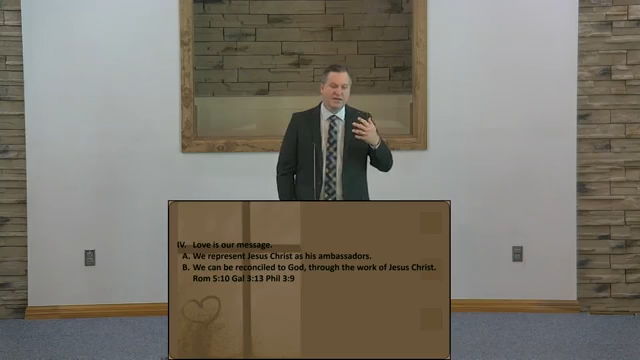 IV. Love is our message.
A. We represent Jesus Christ as his ambassadors.
B. We can be reconciled to God, through the work of Jesus Christ.
Rom 5:10 Gal 3:13 Phil 3:9